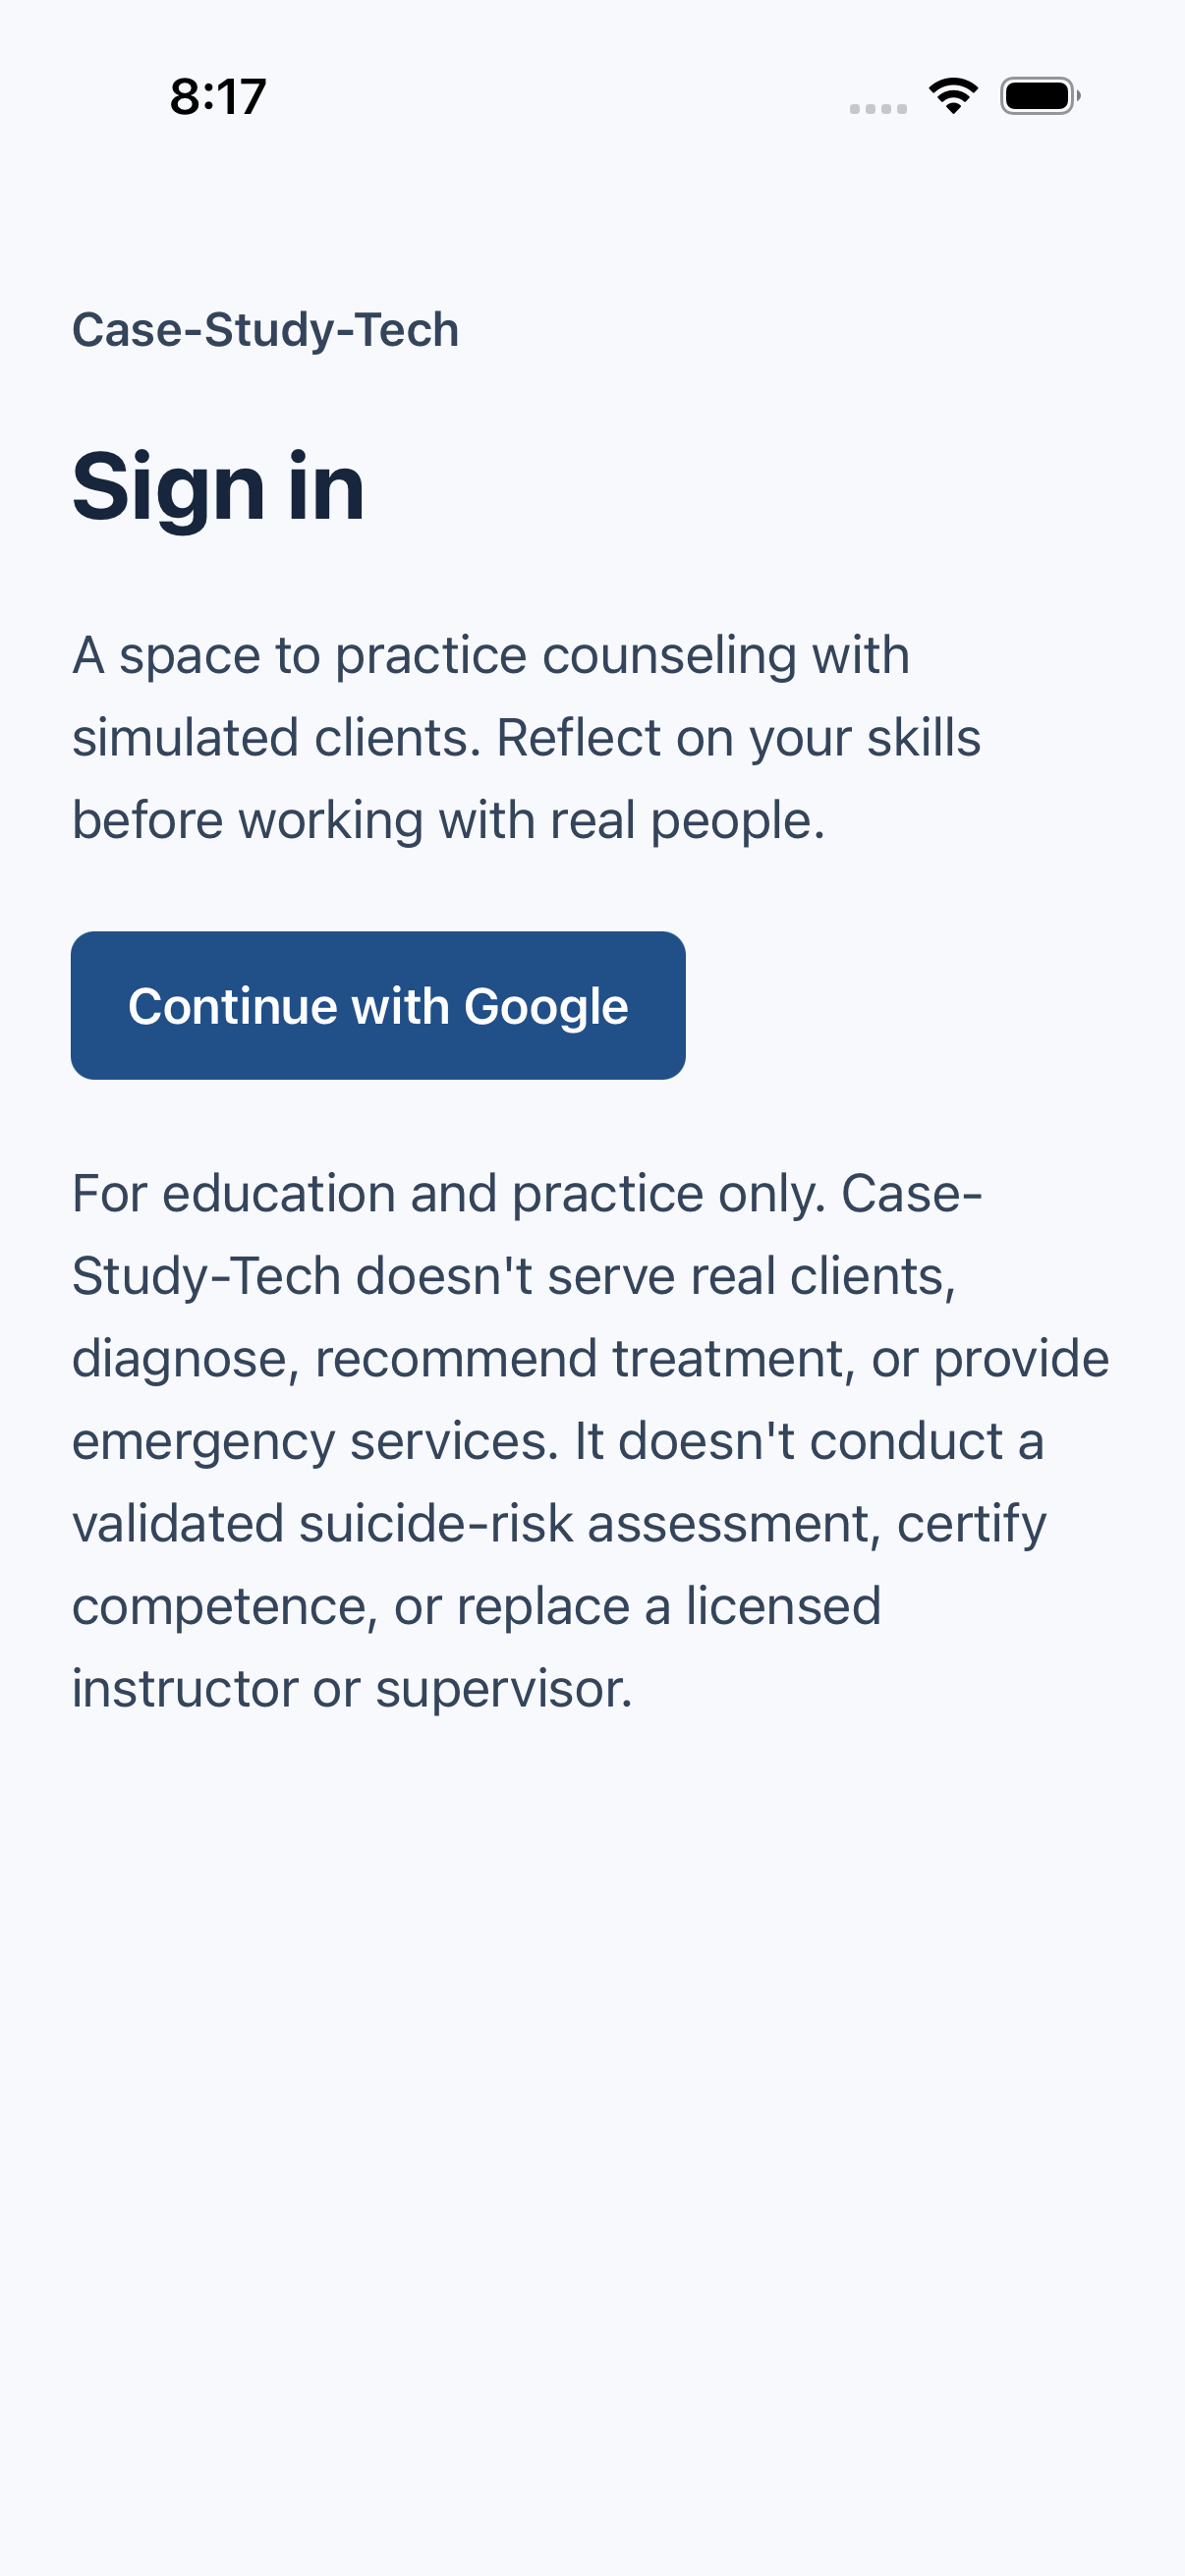 8:17
Case-Study-Tech
Sign in
A space to practice counseling with
simulated clients. Reflect on your skills
before working with real people.
Continue with Google
For education and practice only. Case-
Study-Tech doesn't serve real clients,
diagnose, recommend treatment, or provide
emergency services. It doesn't conduct a
validated suicide-risk assessment, certify
competence, or replace a licensed
instructor or supervisor.